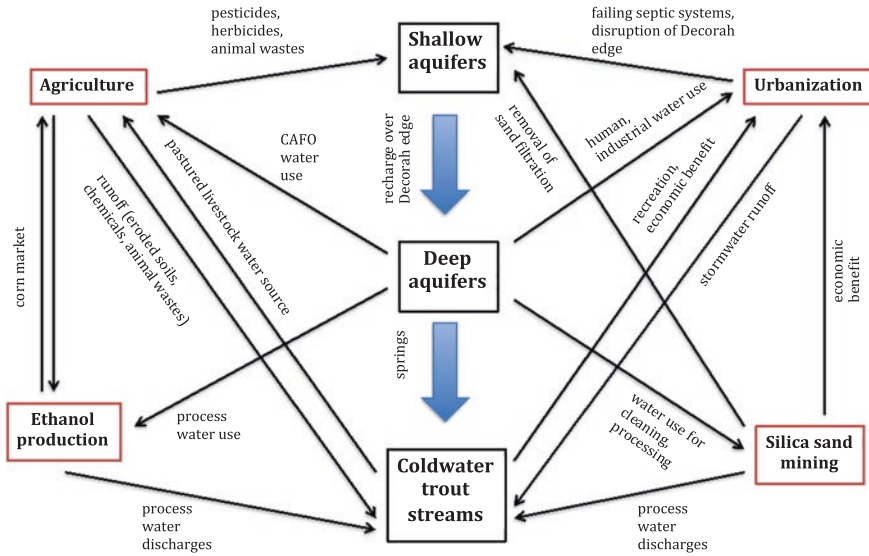 pesticides,
herbicides,
animal wastes
Shallow
aquifers
failing septic systems,
disruption of Decorah
edge
Agriculture
Urbanization
CAFO
water
use
recharge over
Decorah edge
removal of
sand filtration
human,
industrial water use
recreation,
economic benefit
stormwater runoff
pastured livestock water source
runoff (eroded soils,
chemicals, animal wastes)
corn market
Deep
aquifers
economic
benefit
springs
Ethanol
production
process
water use
water use for
cleaning,
processing
Silica sand
mining
Coldwater
trout
streams
process
water
discharges
process
water
discharges